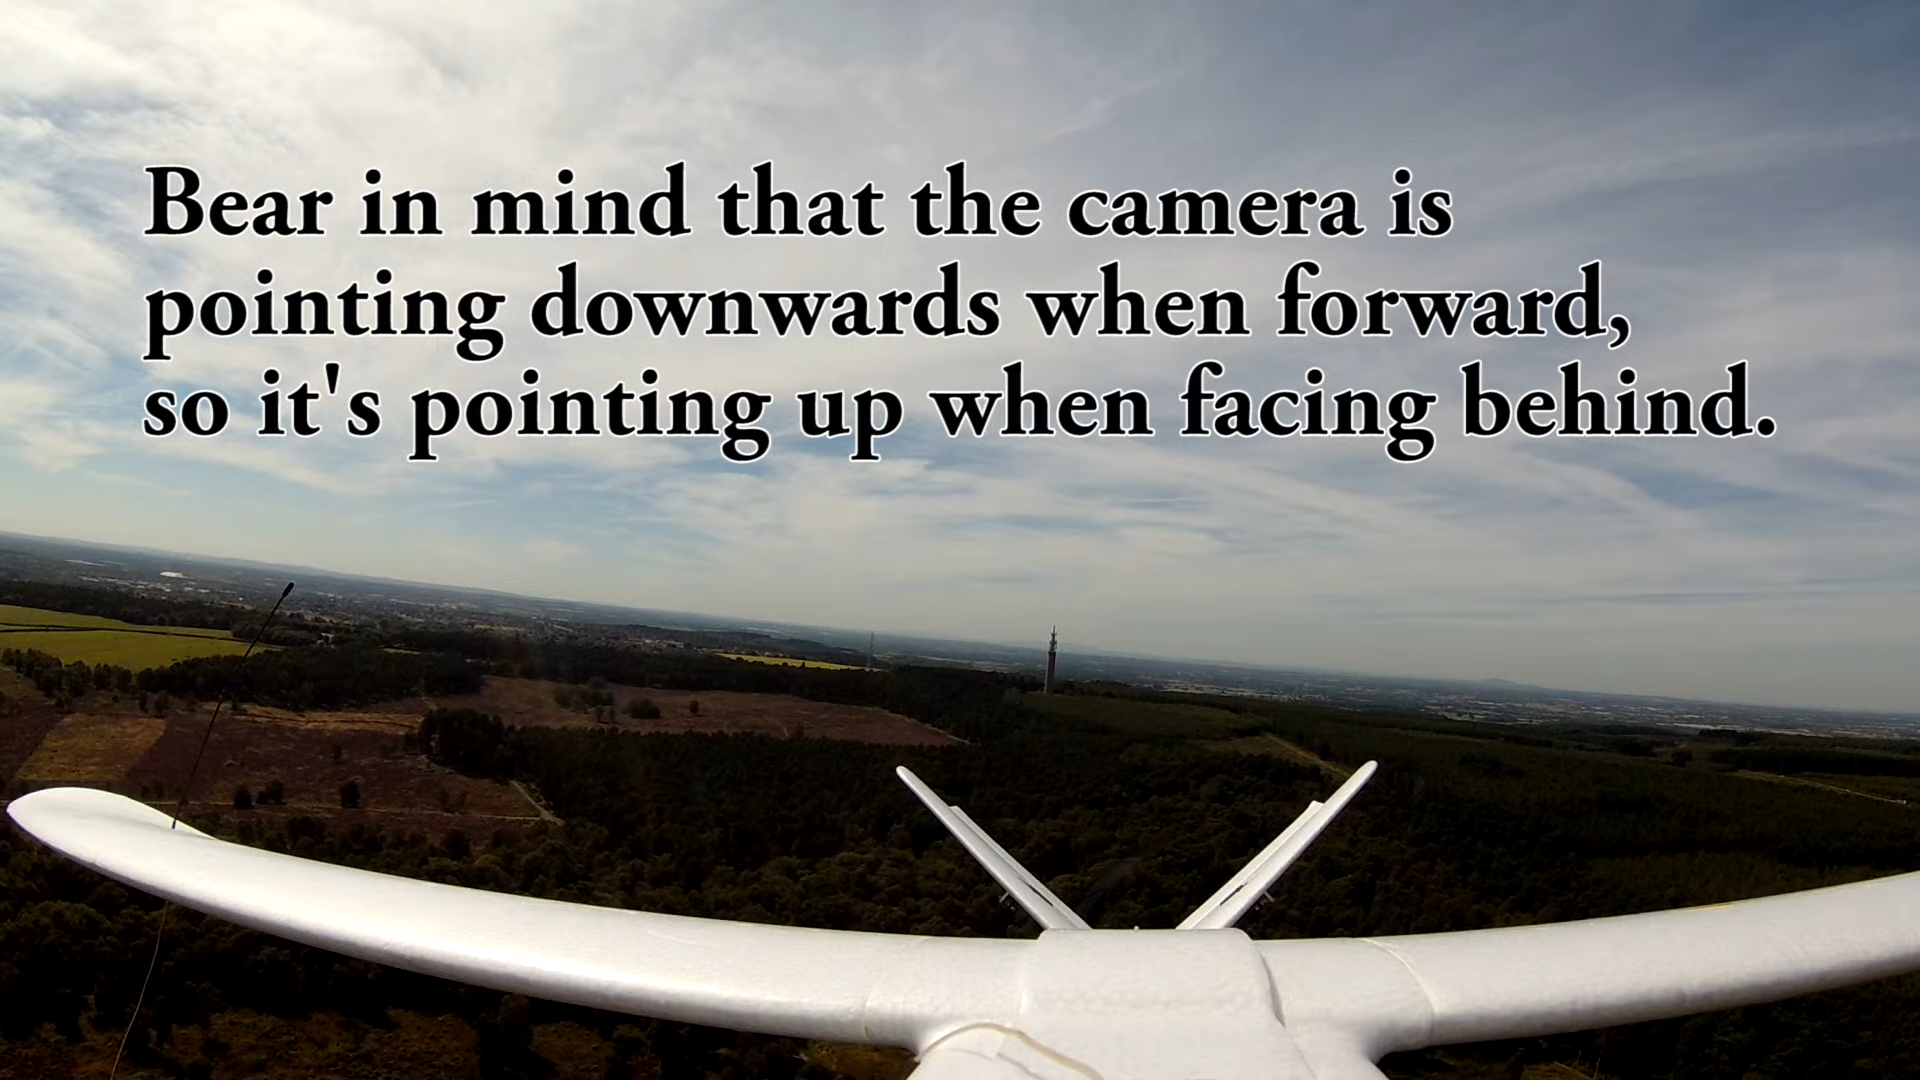 Bear in mind that the camera is
pointing downwards when forward,
so it's pointing up when facing behind.